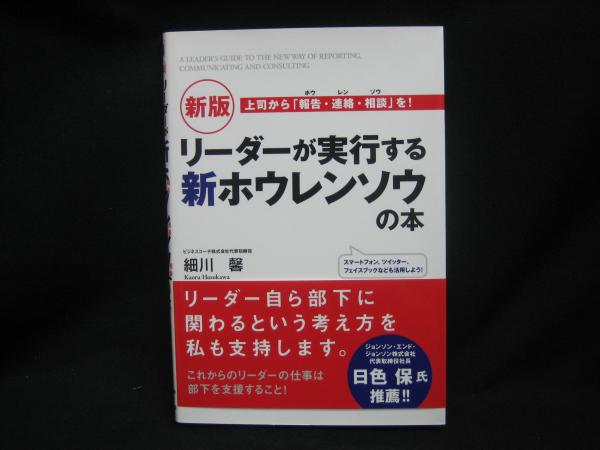 A LEADER'S GUIDE TO THE NEW WAY OF REPORTING,
COMMUNICATING AND CONSULTING
新版
ホウ レン ソウ
上司から「報告・連絡・相談」を!
リーダーが実行する
新ホウレンソウ
の本
ビジネスコーチ株式会社代表取締役
細川 馨
Kaoru Hosokawa
スマートフォン、ツイッター、
フェイスブックなども活用しよう!
リーダー自ら部下に
関わるという考え方を
私も支持します。
これからのリーダーの仕事は
部下を支援すること!
ジョンソン・エンド・
ジョンソン株式会社
代表取締役社長
日色 保氏
推薦!!